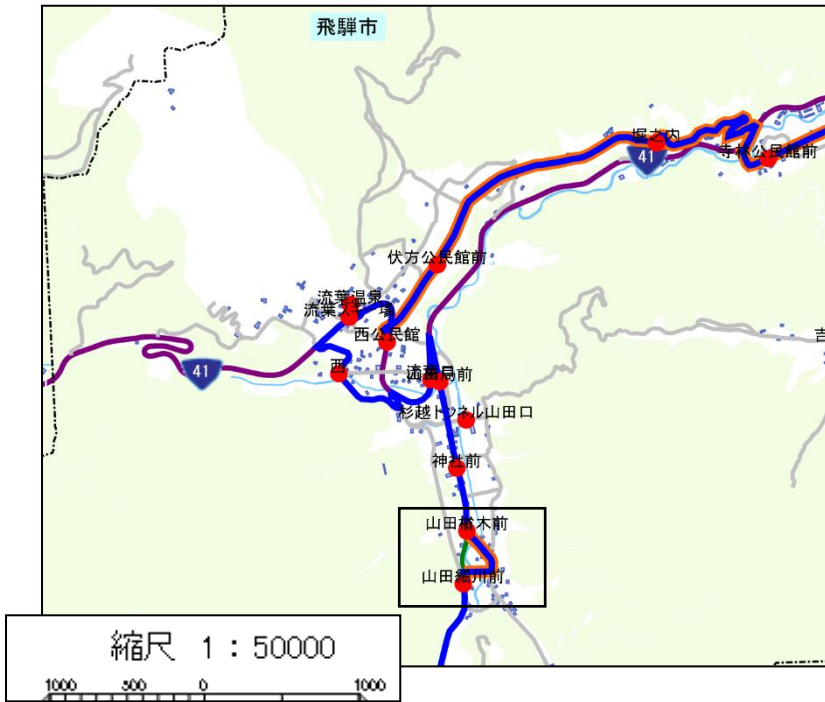 飛騨市
堀之内
41
寺林公民館前
伏方公民館前
流葉温泉
西公民館
41
西
杉越トンネル山田口
神社前
山田柏木前
山田細川前
吉
縮尺 1:50000
1000 500 0 1000